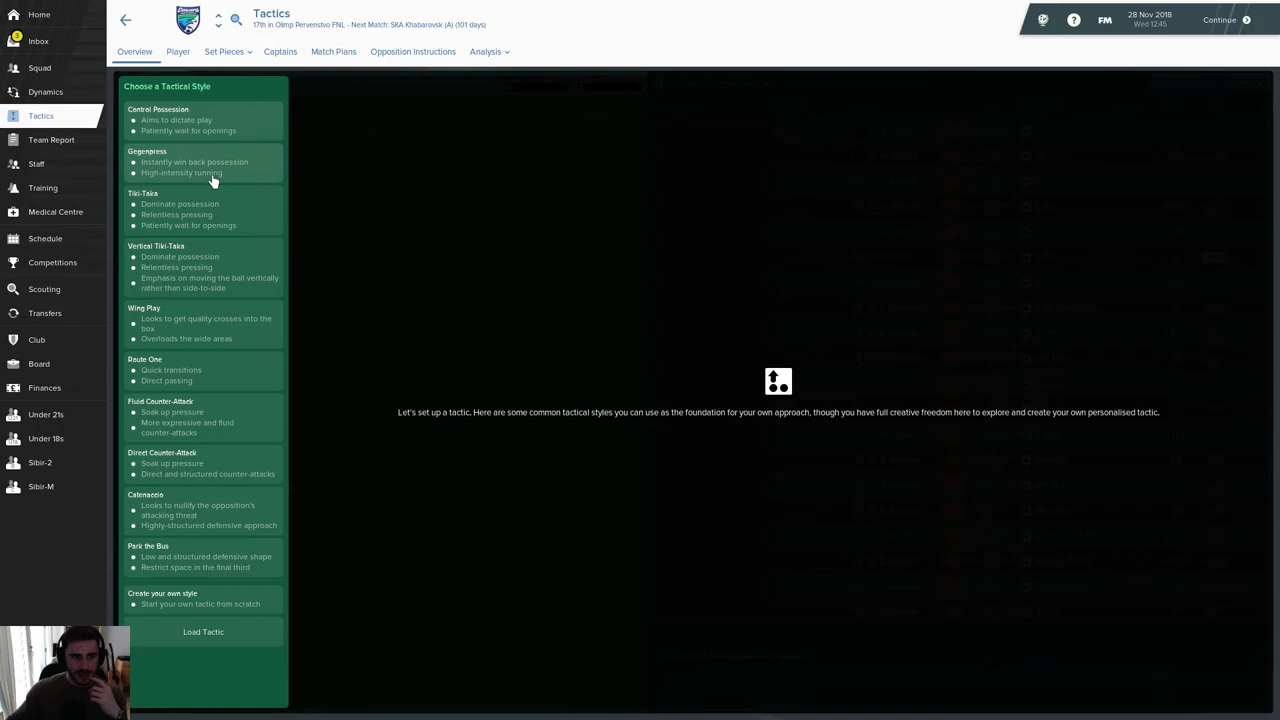 Home
3
Inbox
Squad
Dynamics
Tactics
Team Report
Staff
Training
Medical Centre
Schedule
Competitions
Scouting
Transfers
Club
Board
Finances
Under 21s
Under 18s
Sibir-2
Sibir-M
Tactics
17th in Olimp Pervenstvo FNL - Next Match: SKA Khabarovsk (A) (101 days)
?
FM
28 Nov 2018
Wed 12:45
Continue
Overview
Player
Set Pieces
Captains
Match Plans
Opposition Instructions
Analysis
Choose a Tactical Style
Control Possession
Aims to dictate play
Patiently wait for openings
Gegenpress
Instantly win back possession
High-intensity running
Tiki-Taka
Dominate possession
Relentless pressing
Patiently wait for openings
Vertical Tiki-Taka
Dominate possession
Relentless pressing
Emphasis on moving the ball vertically
rather than side-to-side
Wing Play
Looks to get quality crosses into the
box
Overloads the wide areas
Route One
Quick transitions
Direct passing
Fluid Counter-Attack
Soak up pressure
More expressive and fluid
counter-attacks
Direct Counter-Attack
Soak up pressure
Direct and structured counter-attacks
Catenaccio
Looks to nullify the opposition's
attacking threat
Highly-structured defensive approach
Park the Bus
Low and structured defensive shape
Restrict space in the final third
Create your own style
Start your own tactic from scratch
Load Tactic
Let's set up a tactic. Here are some common tactical styles you can use as the foundation for your own approach, though you have full creative freedom here to explore and create your own personalised tactic.